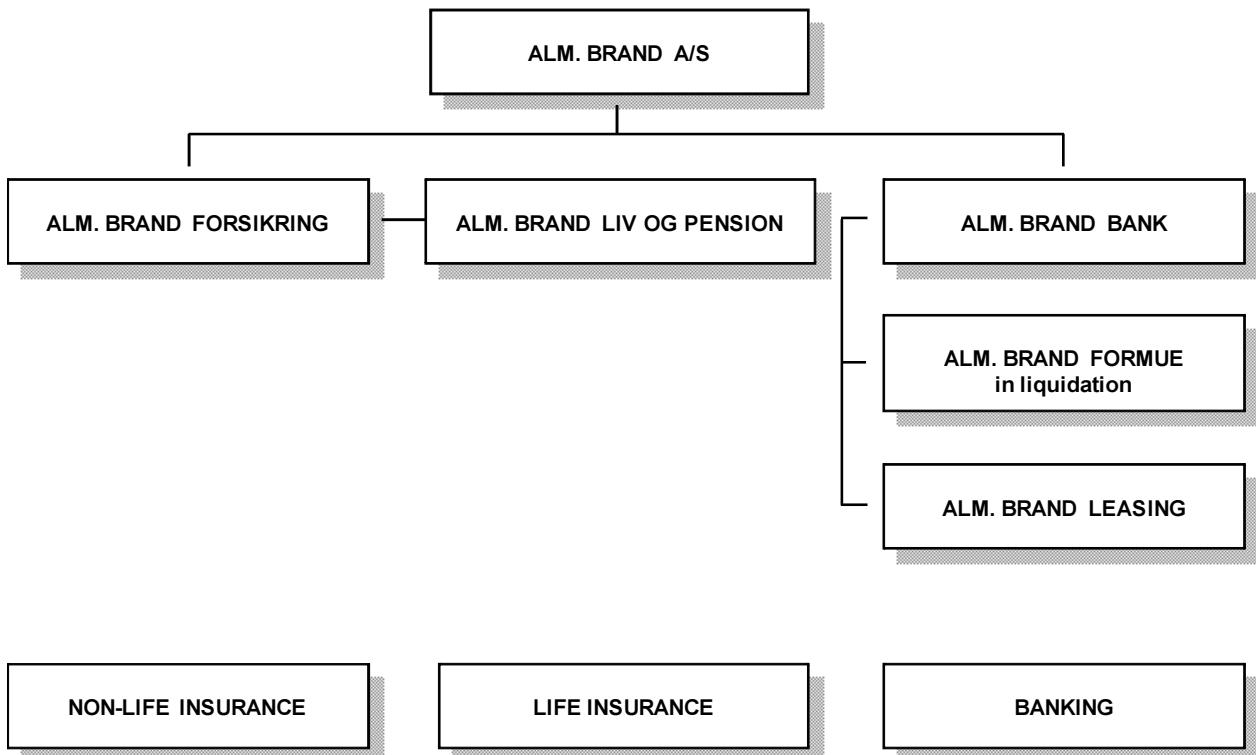 ALM. BRAND A/S
ALM. BRAND FORSIKRING
ALM. BRAND LIV OG PENSION
ALM. BRAND BANK
ALM. BRAND FORMUE
in liquidation
ALM. BRAND LEASING
NON-LIFE INSURANCE
LIFE INSURANCE
BANKING